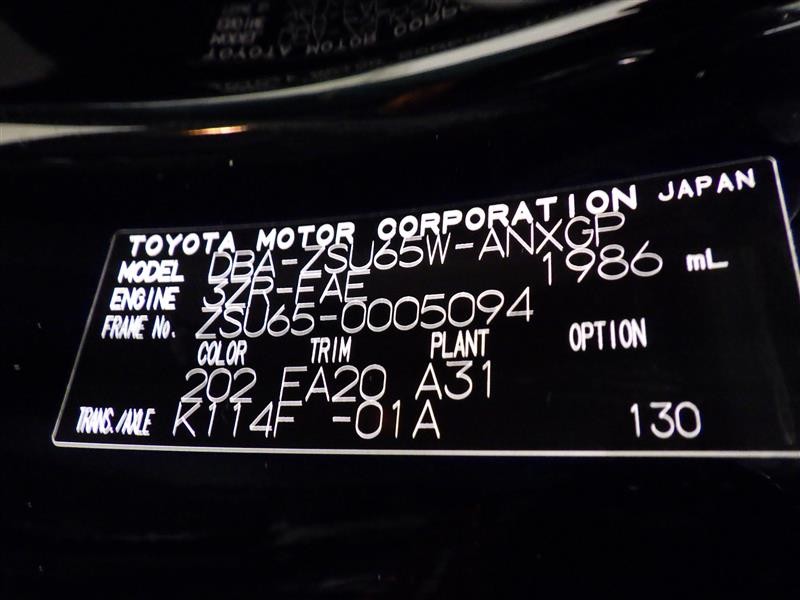 TOYOTA MOTOR CORPORATION JAPAN
MODEL DBA-ZSU65W-ANXGP
ENGINE 3ZR-FAE 1986 mL
FRAME No. ZSU65-0005094
COLOR TRIM PLANT OPTION
202 FA20 A31
TRANS./AXLE K114F -01A 130